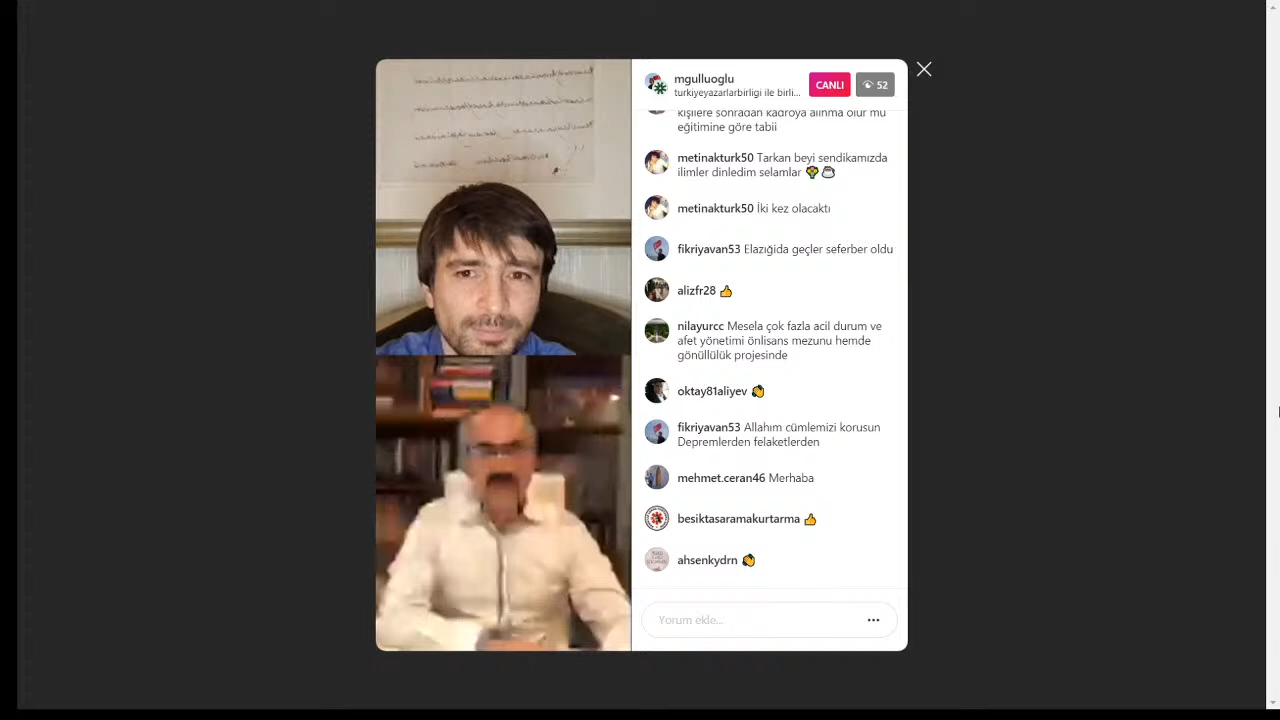 mgulluoglu
turkiyeyazarlarbirligi ile birli...
CANLI
52
kişilere sonradan kadroya alınma olur mu
eğitimine göre tabii
metinakturk50 Tarkan beyi sendikamızda
ilimler dinledim selamlar 💐☕
metinakturk50 İki kez olacaktı
fikriyavan53 Elazığida geçler seferber oldu
alizfr28 👍
nilayurcc Mesela çok fazla acil durum ve
afet yönetimi önlisans mezunu hemde
gönüllülük projesinde
oktay81aliyev 👏
fikriyavan53 Allahım cümlemizi korusun
Depremlerden felaketlerden
mehmet.ceran46 Merhaba
besiktasaramakurtarma 👍
ahsenkydrn 👏
Yorum ekle...